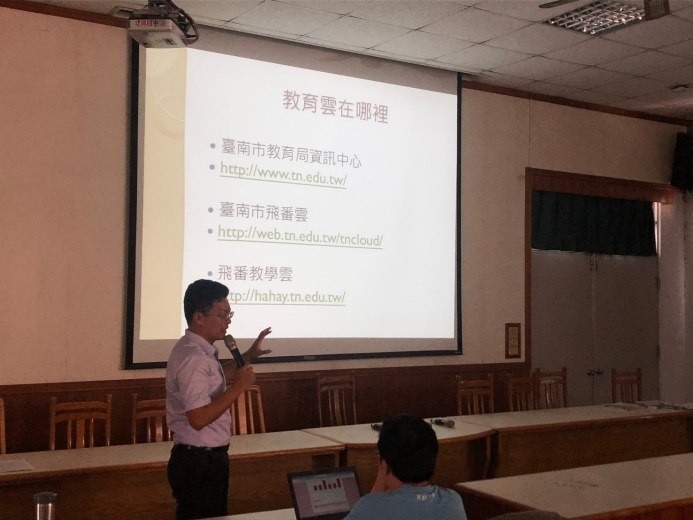 教育雲在哪裡
• 臺南市教育局資訊中心
• http://www.tn.edu.tw/
• 臺南市飛番雲
• http://web.tn.edu.tw/tncloud/
• 飛番教學雲
tp://hahay.tn.edu.tw/